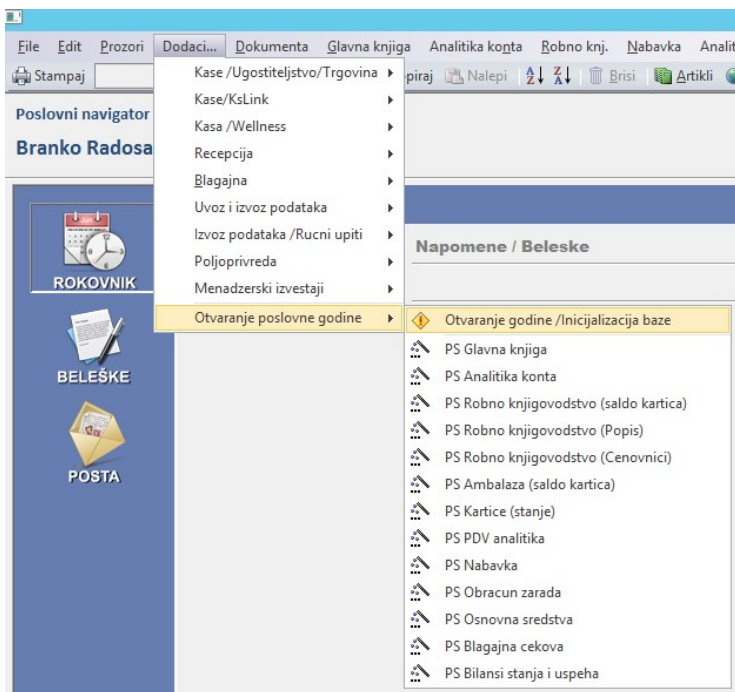 File Edit Prozori Dodaci... Dokumenta Glavna knjiga Analitika konta Robno knj. Nabavka Analit
Stampaj piraj Nalepi Brisi Artikli
Poslovni navigator
Branko Radosa
Kase /Ugostiteljstvo/Trgovina
Kase/KsLink
Kasa /Wellness
Recepcija
Blagajna
Uvoz i izvoz podataka
Izvoz podataka /Rucni upiti
Poljoprivreda
Menadzerski izvestaji
Otvaranje poslovne godine
Napomene / Beleske
ROKOVNIK
BELEŠKE
POSTA
Otvaranje godine /Inicijalizacija baze
PS Glavna knjiga
PS Analitika konta
PS Robno knjigovodstvo (saldo kartica)
PS Robno knjigovodstvo (Popis)
PS Robno knjigovodstvo (Cenovnici)
PS Ambalaza (saldo kartica)
PS Kartice (stanje)
PS PDV analitika
PS Nabavka
PS Obracun zarada
PS Osnovna sredstva
PS Blagajna cekova
PS Bilansi stanja i uspeha